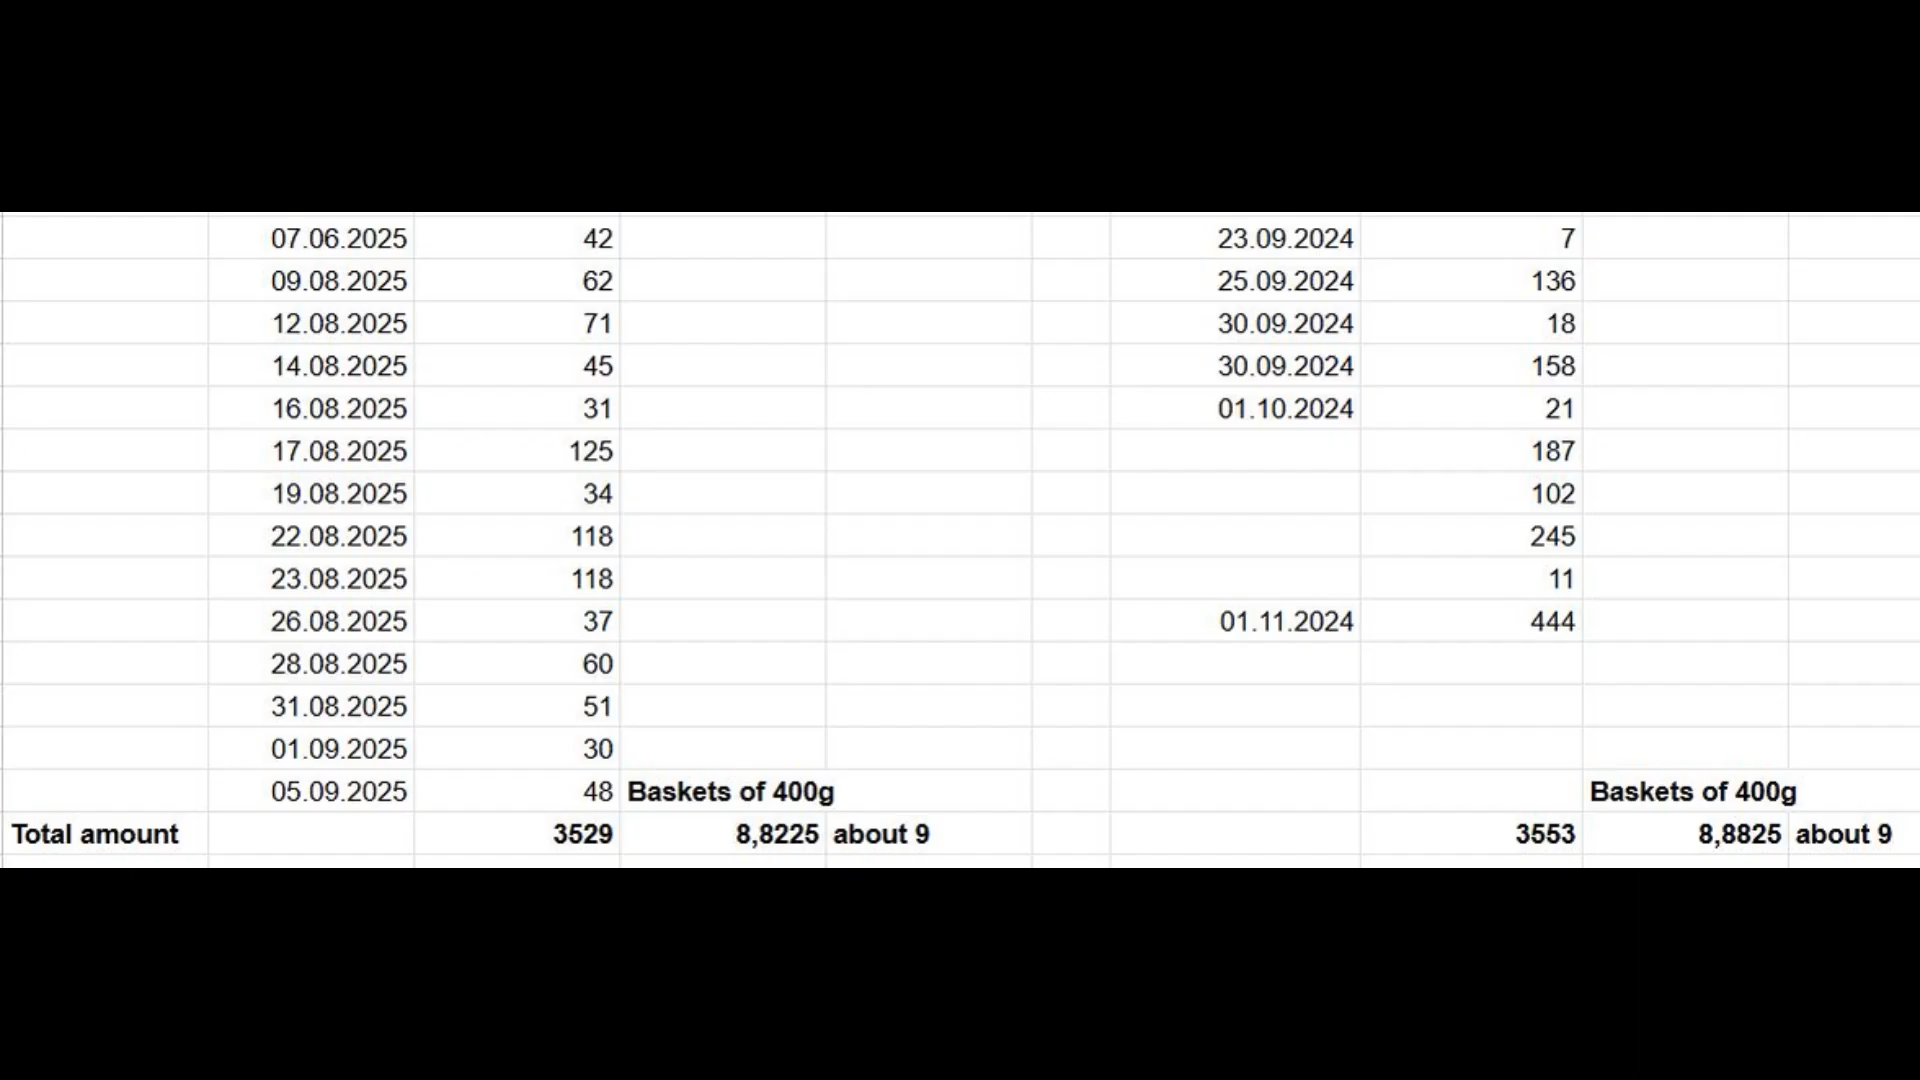 07.06.2025 42 23.09.2024 7
09.08.2025 62 25.09.2024 136
12.08.2025 71 30.09.2024 18
14.08.2025 45 30.09.2024 158
16.08.2025 31 01.10.2024 21
17.08.2025 125 187
19.08.2025 34 102
22.08.2025 118 245
23.08.2025 118 11
26.08.2025 37 01.11.2024 444
28.08.2025 60
31.08.2025 51
01.09.2025 30
05.09.2025 48 Baskets of 400g Baskets of 400g
Total amount 3529 8,8225 about 9 3553 8,8825 about 9